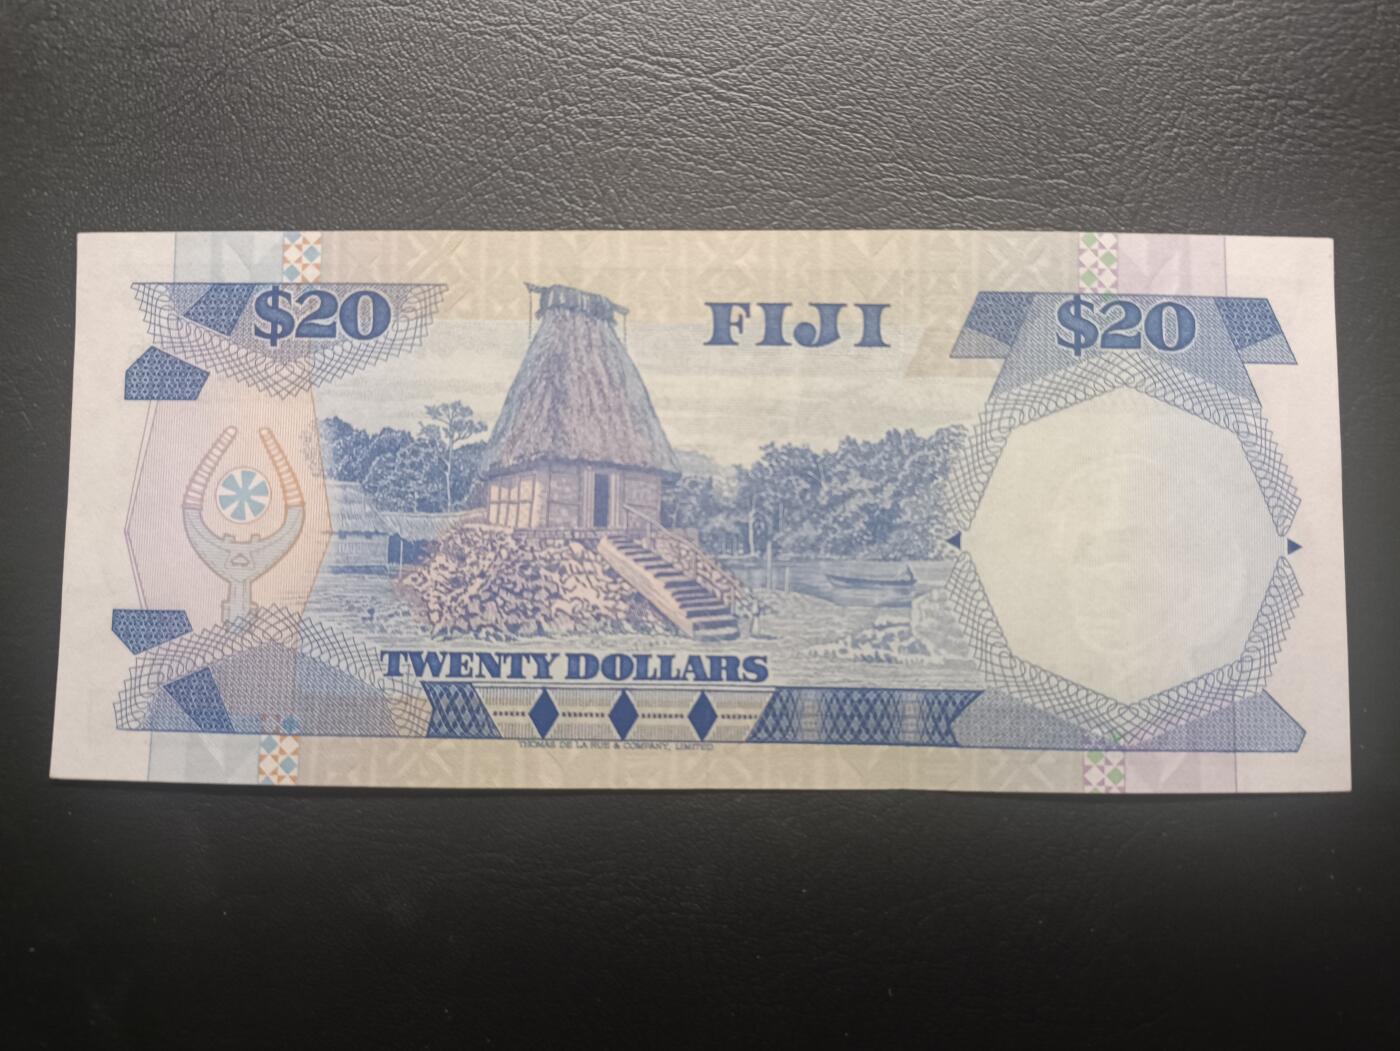 $20
FIJI
$20
TWENTY DOLLARS
THOMAS DE LA RUE & COMPANY, LIMITED